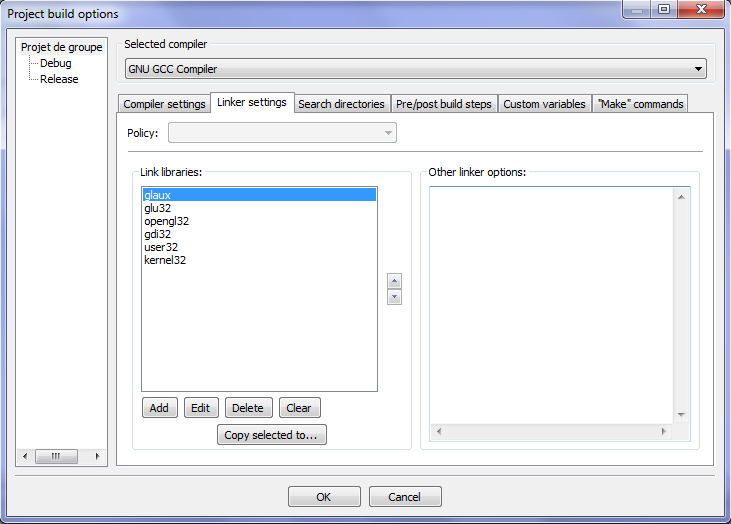 Project build options
Projet de groupe
Debug
Release
Selected compiler
GNU GCC Compiler
Compiler settings
Linker settings
Search directories
Pre/post build steps
Custom variables
"Make" commands
Policy:
Link libraries:
glaux
glu32
opengl32
gdi32
user32
kernel32
Add
Edit
Delete
Clear
Copy selected to...
Other linker options:
OK
Cancel